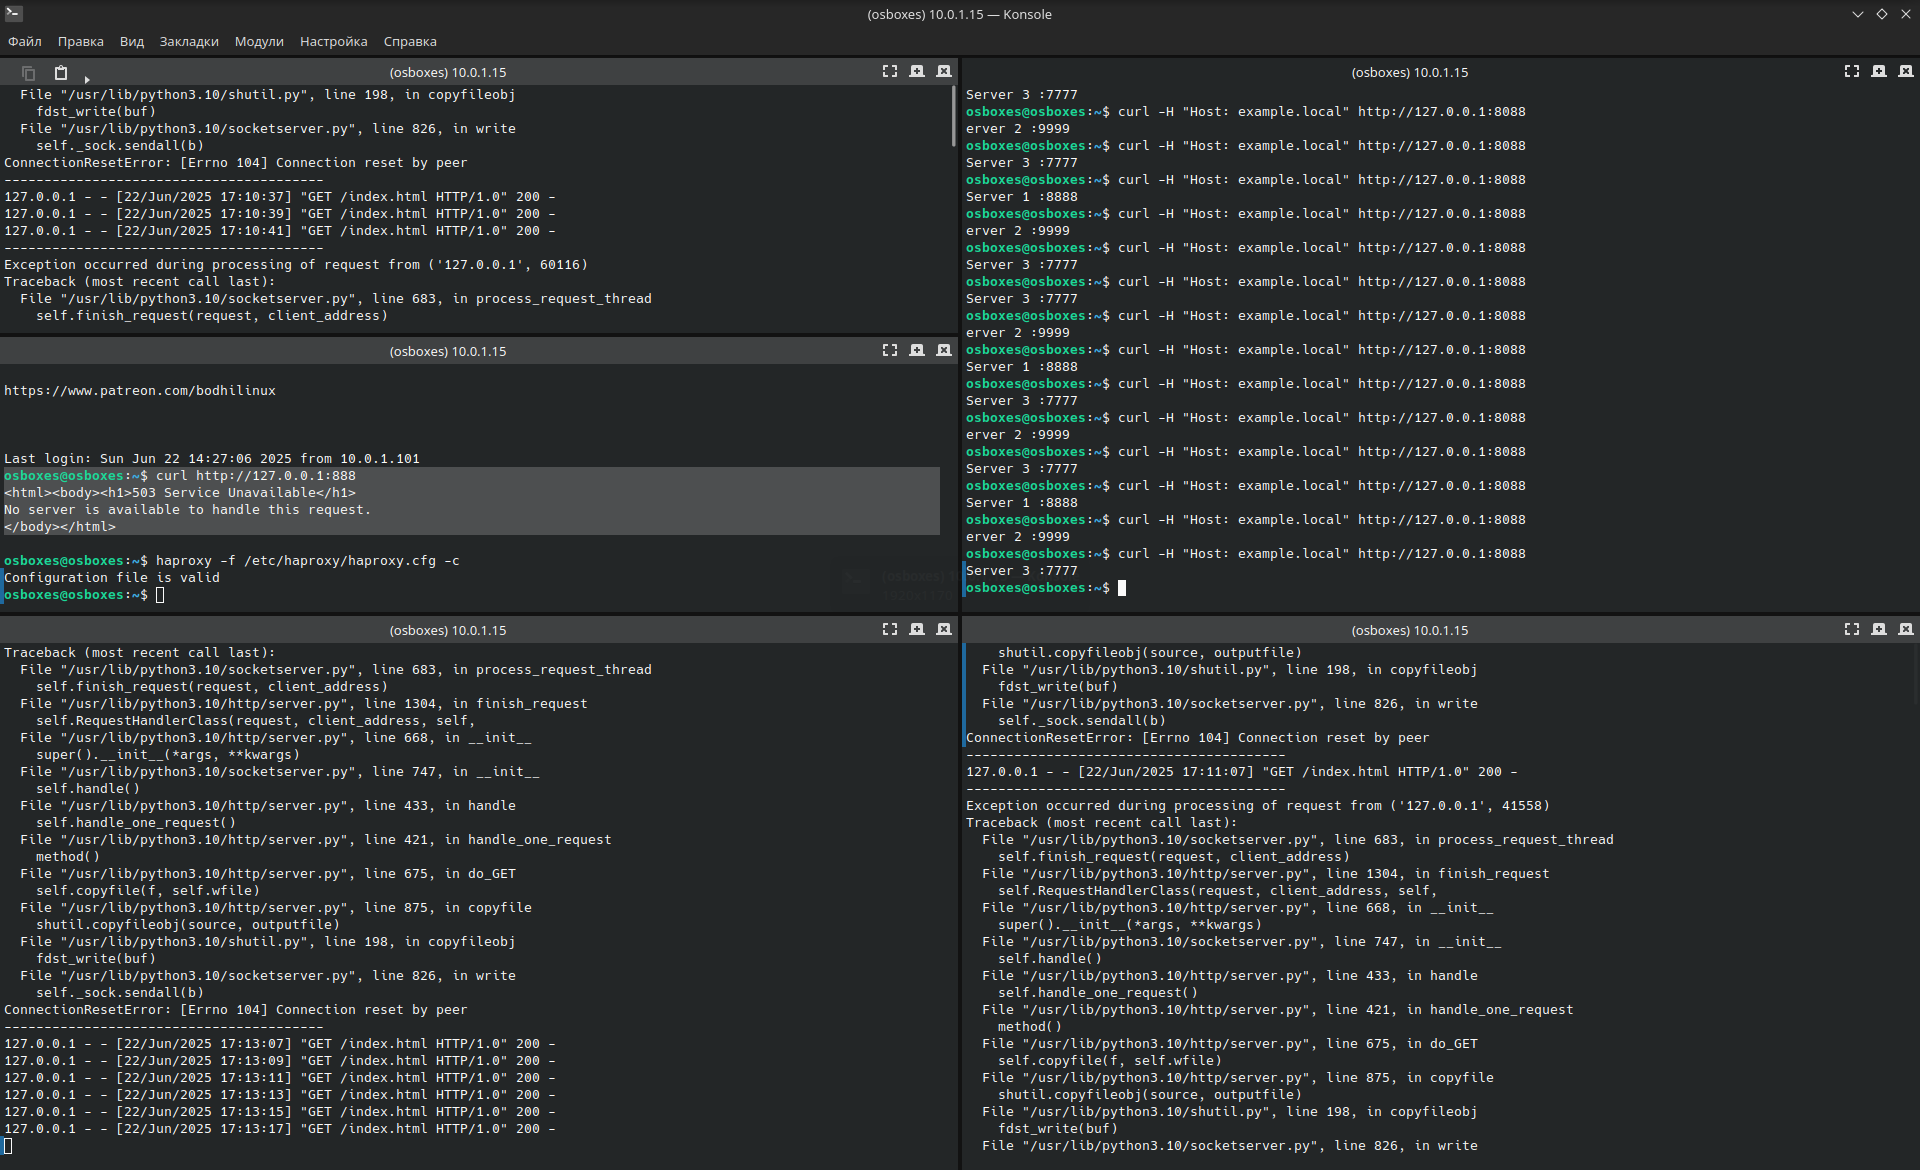 (osboxes) 10.0.1.15 — Konsole
Файл Правка Вид Закладки Модули Настройка Справка
(osboxes) 10.0.1.15
File "/usr/lib/python3.10/shutil.py", line 198, in copyfileobj
fdst_write(buf)
File "/usr/lib/python3.10/socketserver.py", line 826, in write
self._sock.sendall(b)
ConnectionResetError: [Errno 104] Connection reset by peer
----------------------------------------
127.0.0.1 - - [22/Jun/2025 17:10:37] "GET /index.html HTTP/1.0" 200 -
127.0.0.1 - - [22/Jun/2025 17:10:39] "GET /index.html HTTP/1.0" 200 -
127.0.0.1 - - [22/Jun/2025 17:10:41] "GET /index.html HTTP/1.0" 200 -
----------------------------------------
Exception occurred during processing of request from ('127.0.0.1', 60116)
Traceback (most recent call last):
File "/usr/lib/python3.10/socketserver.py", line 683, in process_request_thread
self.finish_request(request, client_address)
(osboxes) 10.0.1.15
https://www.patreon.com/bodhilinux
Last login: Sun Jun 22 14:27:06 2025 from 10.0.1.101
osboxes@osboxes:~$ curl http://127.0.0.1:888
<html><body><h1>503 Service Unavailable</h1>
No server is available to handle this request.
</body></html>
osboxes@osboxes:~$ haproxy -f /etc/haproxy/haproxy.cfg -c
Configuration file is valid
osboxes@osboxes:~$
(osboxes) 10.0.1.15
Traceback (most recent call last):
File "/usr/lib/python3.10/socketserver.py", line 683, in process_request_thread
self.finish_request(request, client_address)
File "/usr/lib/python3.10/socketserver.py", line 1304, in finish_request
self.RequestHandlerClass(request, client_address, self,
File "/usr/lib/python3.10/http/server.py", line 668, in __init__
super().__init__(*args, **kwargs)
File "/usr/lib/python3.10/socketserver.py", line 747, in __init__
self.handle()
File "/usr/lib/python3.10/http/server.py", line 433, in handle
self.handle_one_request()
File "/usr/lib/python3.10/http/server.py", line 421, in handle_one_request
method()
File "/usr/lib/python3.10/http/server.py", line 675, in do_GET
self.copyfile(f, self.wfile)
File "/usr/lib/python3.10/http/server.py", line 875, in copyfile
shutil.copyfileobj(source, outputfile)
File "/usr/lib/python3.10/shutil.py", line 198, in copyfileobj
fdst_write(buf)
File "/usr/lib/python3.10/socketserver.py", line 826, in write
self._sock.sendall(b)
ConnectionResetError: [Errno 104] Connection reset by peer
----------------------------------------
127.0.0.1 - - [22/Jun/2025 17:13:07] "GET /index.html HTTP/1.0" 200 -
127.0.0.1 - - [22/Jun/2025 17:13:09] "GET /index.html HTTP/1.0" 200 -
127.0.0.1 - - [22/Jun/2025 17:13:11] "GET /index.html HTTP/1.0" 200 -
127.0.0.1 - - [22/Jun/2025 17:13:13] "GET /index.html HTTP/1.0" 200 -
127.0.0.1 - - [22/Jun/2025 17:13:15] "GET /index.html HTTP/1.0" 200 -
127.0.0.1 - - [22/Jun/2025 17:13:17] "GET /index.html HTTP/1.0" 200 -
(osboxes) 10.0.1.15
Server 3 :7777
osboxes@osboxes:~$ curl -H "Host: example.local" http://127.0.0.1:8088
erver 2 :9999
osboxes@osboxes:~$ curl -H "Host: example.local" http://127.0.0.1:8088
Server 3 :7777
osboxes@osboxes:~$ curl -H "Host: example.local" http://127.0.0.1:8088
Server 1 :8888
osboxes@osboxes:~$ curl -H "Host: example.local" http://127.0.0.1:8088
erver 2 :9999
osboxes@osboxes:~$ curl -H "Host: example.local" http://127.0.0.1:8088
Server 3 :7777
osboxes@osboxes:~$ curl -H "Host: example.local" http://127.0.0.1:8088
Server 3 :7777
osboxes@osboxes:~$ curl -H "Host: example.local" http://127.0.0.1:8088
erver 2 :9999
osboxes@osboxes:~$ curl -H "Host: example.local" http://127.0.0.1:8088
Server 1 :8888
osboxes@osboxes:~$ curl -H "Host: example.local" http://127.0.0.1:8088
Server 3 :7777
osboxes@osboxes:~$ curl -H "Host: example.local" http://127.0.0.1:8088
erver 2 :9999
osboxes@osboxes:~$ curl -H "Host: example.local" http://127.0.0.1:8088
Server 3 :7777
osboxes@osboxes:~$ curl -H "Host: example.local" http://127.0.0.1:8088
Server 1 :8888
osboxes@osboxes:~$ curl -H "Host: example.local" http://127.0.0.1:8088
erver 2 :9999
osboxes@osboxes:~$ curl -H "Host: example.local" http://127.0.0.1:8088
Server 3 :7777
osboxes@osboxes:~$
(osboxes) 10.0.1.15
shutil.copyfileobj(source, outputfile)
File "/usr/lib/python3.10/shutil.py", line 198, in copyfileobj
fdst_write(buf)
File "/usr/lib/python3.10/socketserver.py", line 826, in write
self._sock.sendall(b)
ConnectionResetError: [Errno 104] Connection reset by peer
----------------------------------------
127.0.0.1 - - [22/Jun/2025 17:11:07] "GET /index.html HTTP/1.0" 200 -
----------------------------------------
Exception occurred during processing of request from ('127.0.0.1', 41558)
Traceback (most recent call last):
File "/usr/lib/python3.10/socketserver.py", line 683, in process_request_thread
self.finish_request(request, client_address)
File "/usr/lib/python3.10/socketserver.py", line 1304, in finish_request
self.RequestHandlerClass(request, client_address, self,
File "/usr/lib/python3.10/http/server.py", line 668, in __init__
super().__init__(*args, **kwargs)
File "/usr/lib/python3.10/socketserver.py", line 747, in __init__
self.handle()
File "/usr/lib/python3.10/http/server.py", line 433, in handle
self.handle_one_request()
File "/usr/lib/python3.10/http/server.py", line 421, in handle_one_request
method()
File "/usr/lib/python3.10/http/server.py", line 675, in do_GET
self.copyfile(f, self.wfile)
File "/usr/lib/python3.10/http/server.py", line 875, in copyfile
shutil.copyfileobj(source, outputfile)
File "/usr/lib/python3.10/shutil.py", line 198, in copyfileobj
fdst_write(buf)
File "/usr/lib/python3.10/socketserver.py", line 826, in write